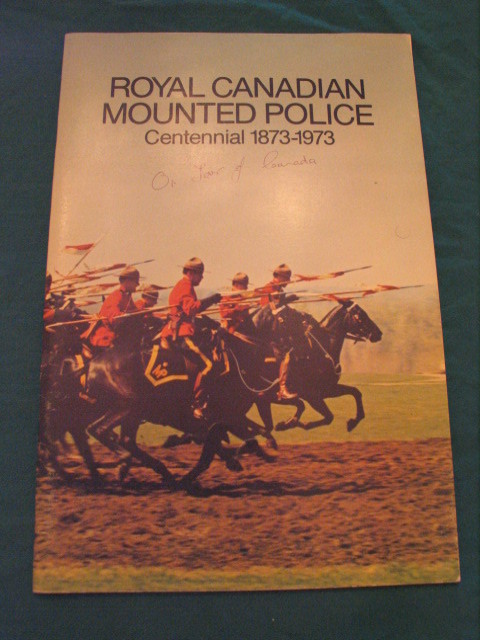 ROYAL CANADIAN
MOUNTED POLICE
Centennial 1873-1973
On Tour of Canada